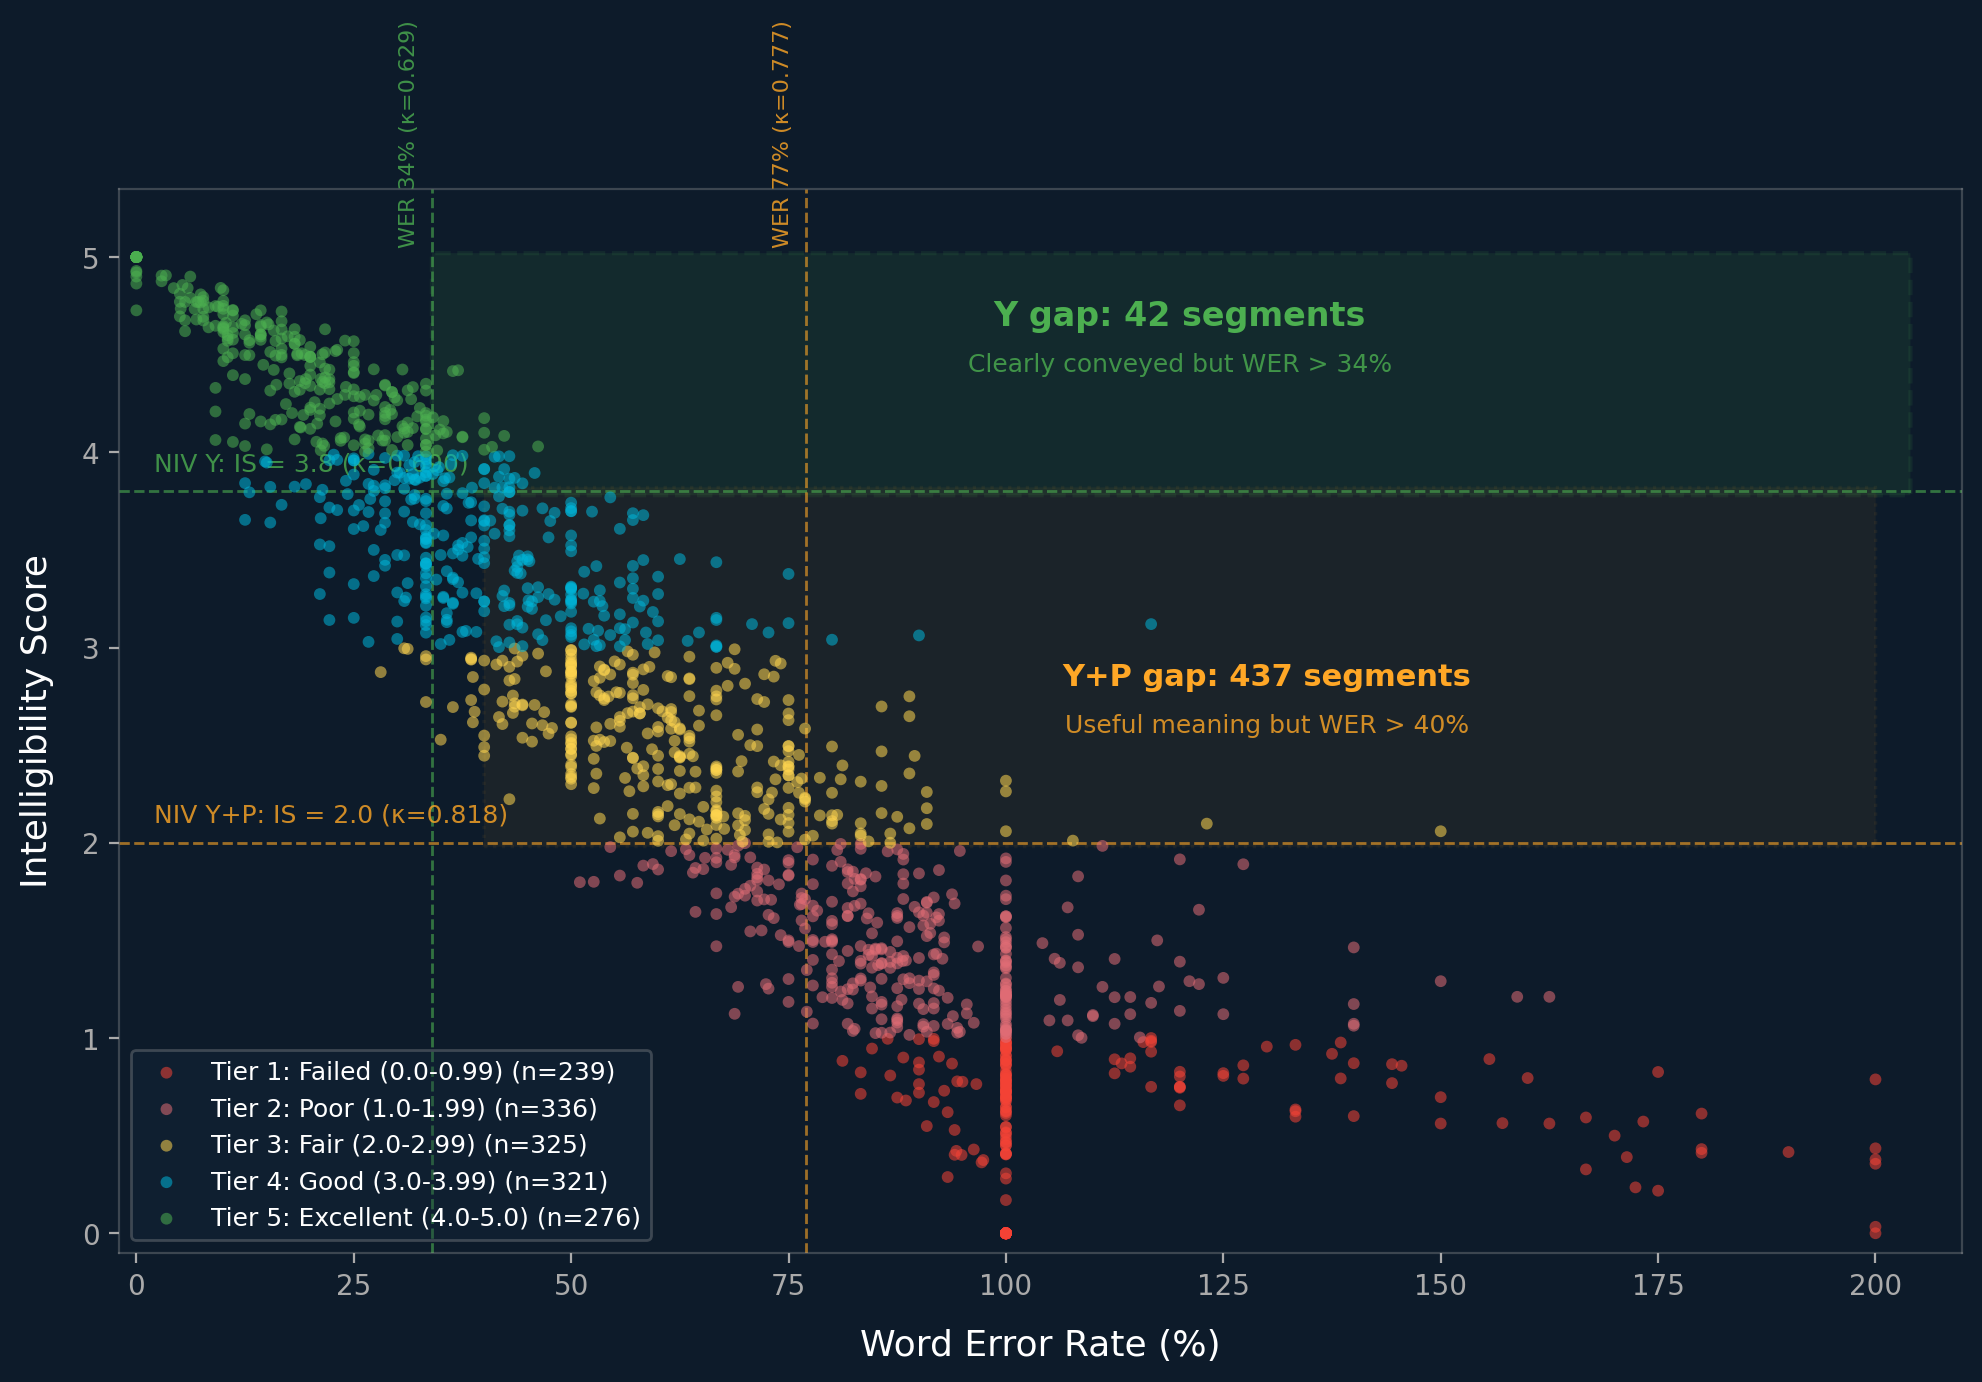 WER 34% (κ=0.629)
WER 77% (κ=0.777)
Intelligibility Score
5
4
3
2
1
0
Y gap: 42 segments
Clearly conveyed but WER > 34%
NIV Y: IS = 3.8 (κ=0.690)
Y+P gap: 437 segments
Useful meaning but WER > 40%
NIV Y+P: IS = 2.0 (κ=0.818)
Tier 1: Failed (0.0-0.99) (n=239)
Tier 2: Poor (1.0-1.99) (n=336)
Tier 3: Fair (2.0-2.99) (n=325)
Tier 4: Good (3.0-3.99) (n=321)
Tier 5: Excellent (4.0-5.0) (n=276)
0 25 50 75 100 125 150 175 200
Word Error Rate (%)